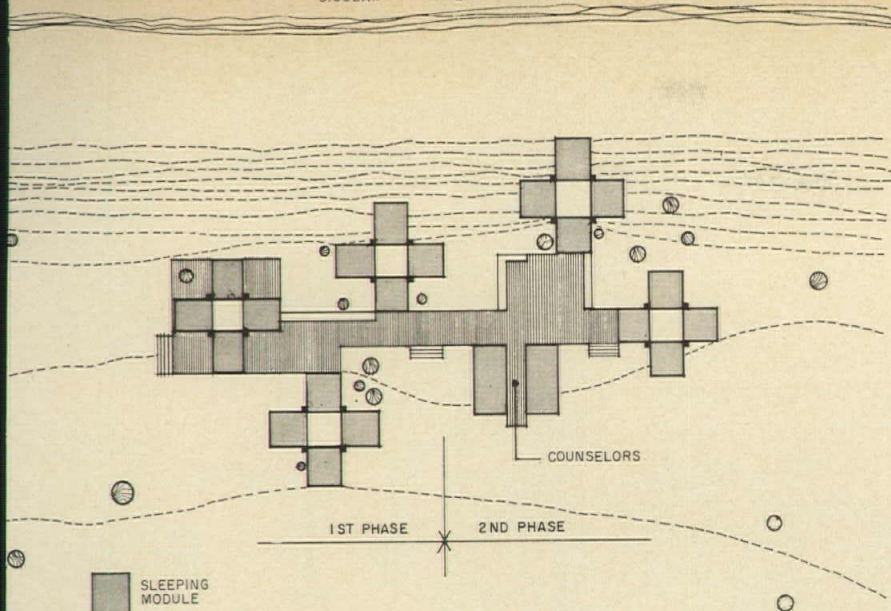 COUNSELORS
1ST PHASE
2ND PHASE
SLEEPING
MODULE